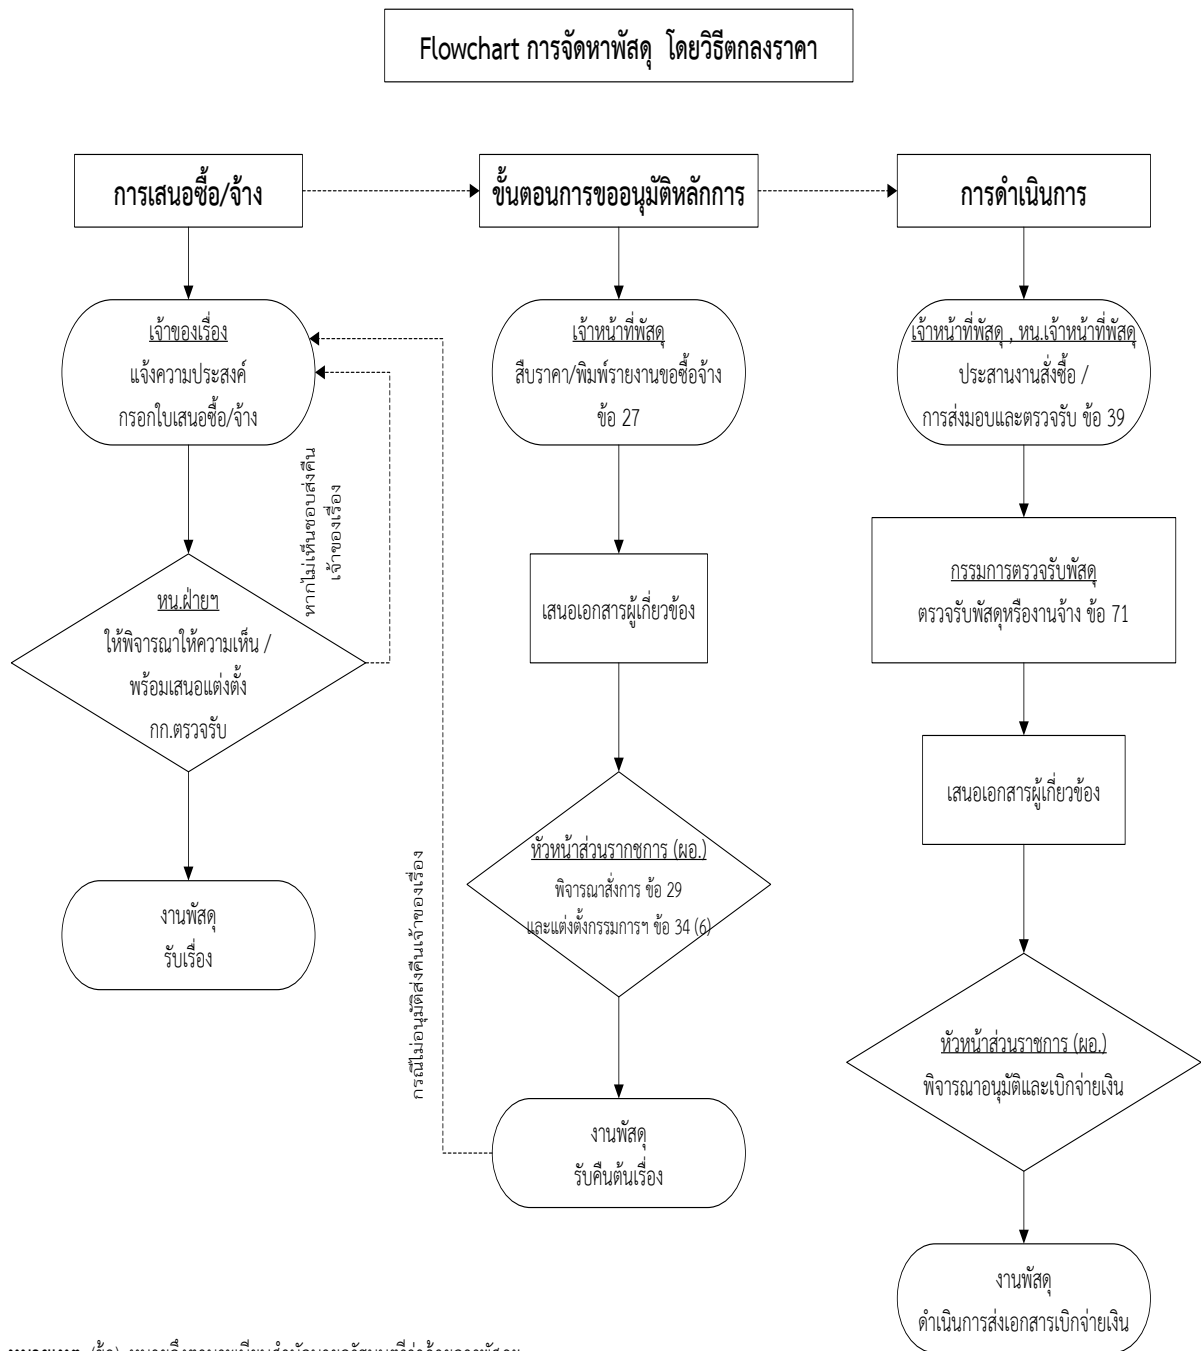 Flowchart การจัดหาพัสดุ โดยวิธีตกลงราคา
การเสนอซื้อ/จ้าง
ขั้นตอนการขออนุมัติหลักการ
การดำเนินการ
เจ้าของเรื่อง
แจ้งความประสงค์
กรอกใบเสนอซื้อ/จ้าง
หากไม่เห็นชอบส่งคืน
เจ้าของเรื่อง
หน.ฝ่ายฯ
ให้พิจารณาให้ความเห็น /
พร้อมเสนอแต่งตั้ง
กก.ตรวจรับ
งานพัสดุ
รับเรื่อง
กรณีไม่อนุมัติส่งคืนเจ้าของเรื่อง
เจ้าหน้าที่พัสดุ
สืบราคา/พิมพ์รายงานขอซื้อจ้าง
ข้อ 27
เสนอเอกสารผู้เกี่ยวข้อง
หัวหน้าส่วนรากชการ (ผอ.)
พิจารณาสั่งการ ข้อ 29
และแต่งตั้งกรรมการฯ ข้อ 34 (6)
งานพัสดุ
รับคืนต้นเรื่อง
เจ้าหน้าที่พัสดุ , หน.เจ้าหน้าที่พัสดุ
ประสานงานสั่งซื้อ /
การส่งมอบและตรวจรับ ข้อ 39
กรรมการตรวจรับพัสดุ
ตรวจรับพัสดุหรืองานจ้าง ข้อ 71
เสนอเอกสารผู้เกี่ยวข้อง
หัวหน้าส่วนราชการ (ผอ.)
พิจารณาอนุมัติและเบิกจ่ายเงิน
งานพัสดุ
ดำเนินการส่งเอกสารเบิกจ่ายเงิน